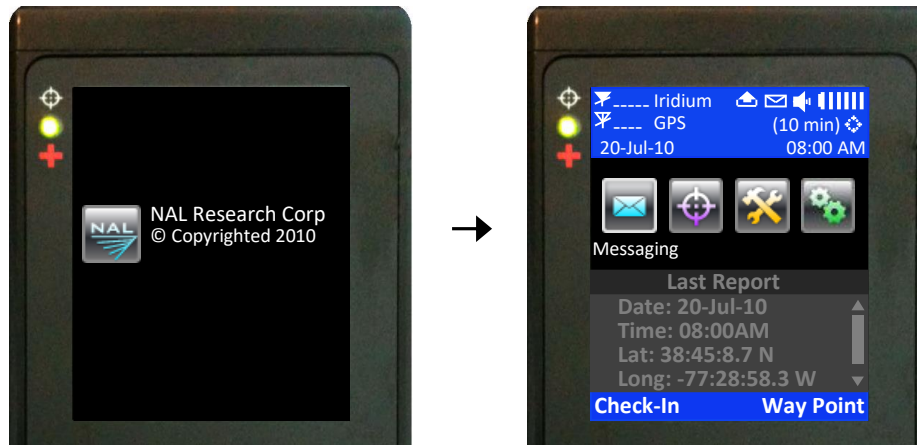 NAL
NAL Research Corp
© Copyrighted 2010
Iridium
GPS (10 min)
20-Jul-10 08:00 AM
Messaging
Last Report
Date: 20-Jul-10
Time: 08:00AM
Lat: 38:45:8.7 N
Long: -77:28:58.3 W
Check-In Way Point